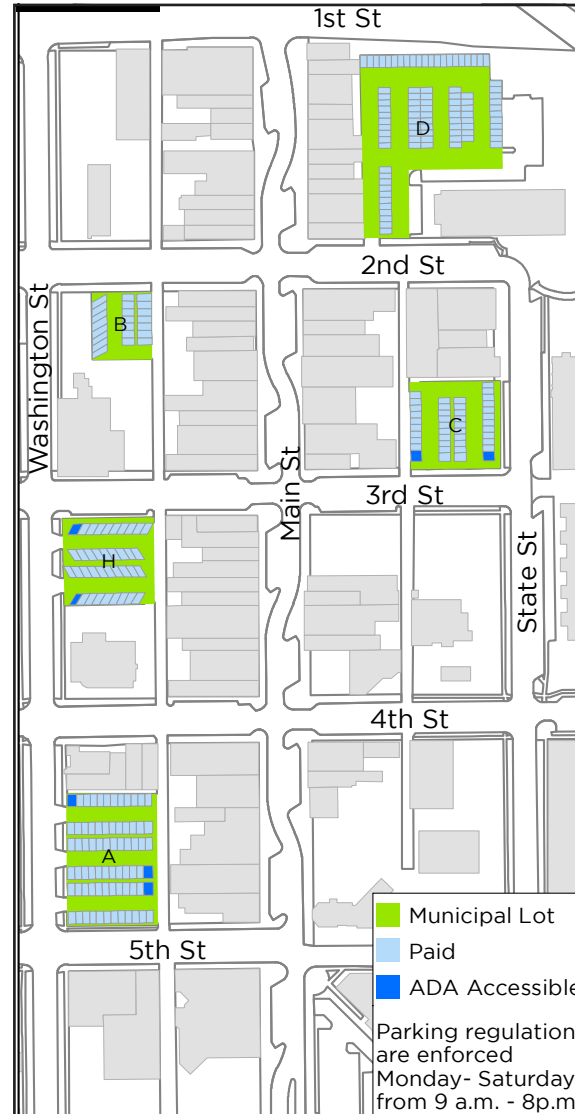 1st St
D
2nd St
Washington St
B
C
Main St
3rd St
H
State St
4th St
A
5th St
Municipal Lot
Paid
ADA Accessible
Parking regulation
are enforced
Monday- Saturday
from 9 a.m. - 8p.m